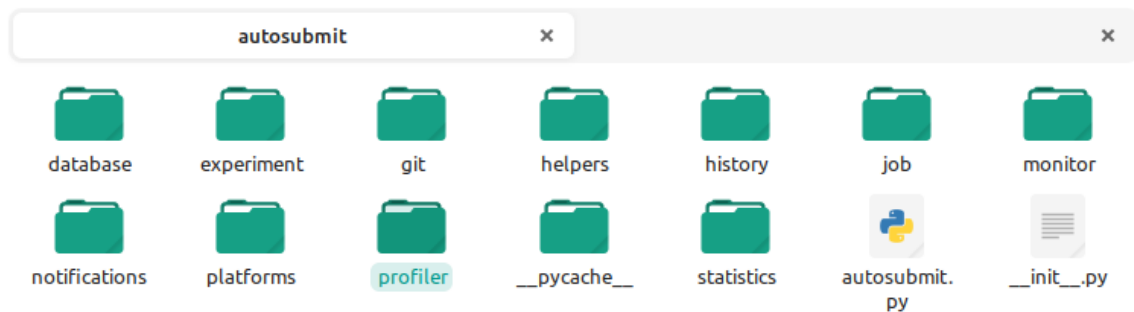 autosubmit
database experiment git helpers history job monitor
notifications platforms profiler __pycache__ statistics autosubmit. __init__.py
py